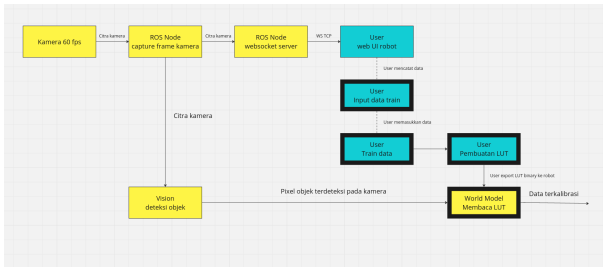 Kamera 60 fps
Citra kamera
ROS Node
capture frame kamera
Citra kamera
ROS Node
websocket server
WS TCP
User
web UI robot
User mencatat data
User
Input data train
User memasukkan data
User
Train data
User
Pembuatan LUT
User export LUT binary ke robot
Citra kamera
Vision
deteksi objek
Pixel objek terdeteksi pada kamera
World Model
Membaca LUT
Data terkalibrasi